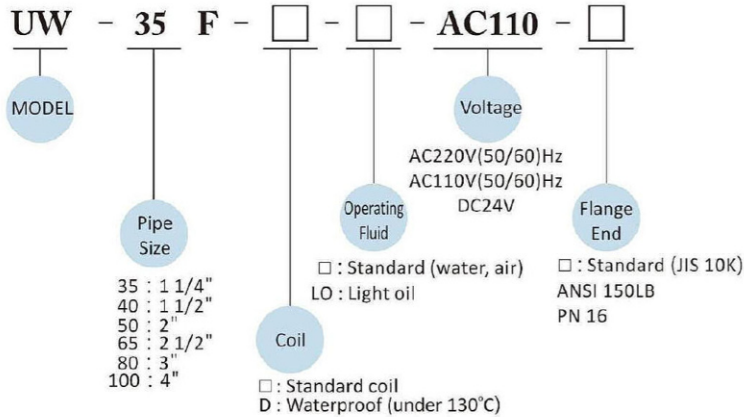 UW - 35 F - □ - □ - AC110 - □
MODEL
Pipe
Size
35 : 1 1/4"
40 : 1 1/2"
50 : 2"
65 : 2 1/2"
80 : 3"
100 : 4"
Coil
□ : Standard coil
D : Waterproof (under 130°C)
Operating
Fluid
□ : Standard (water, air)
LO : Light oil
Voltage
AC220V(50/60)Hz
AC110V(50/60)Hz
DC24V
Flange
End
□ : Standard (JIS 10K)
ANSI 150LB
PN 16